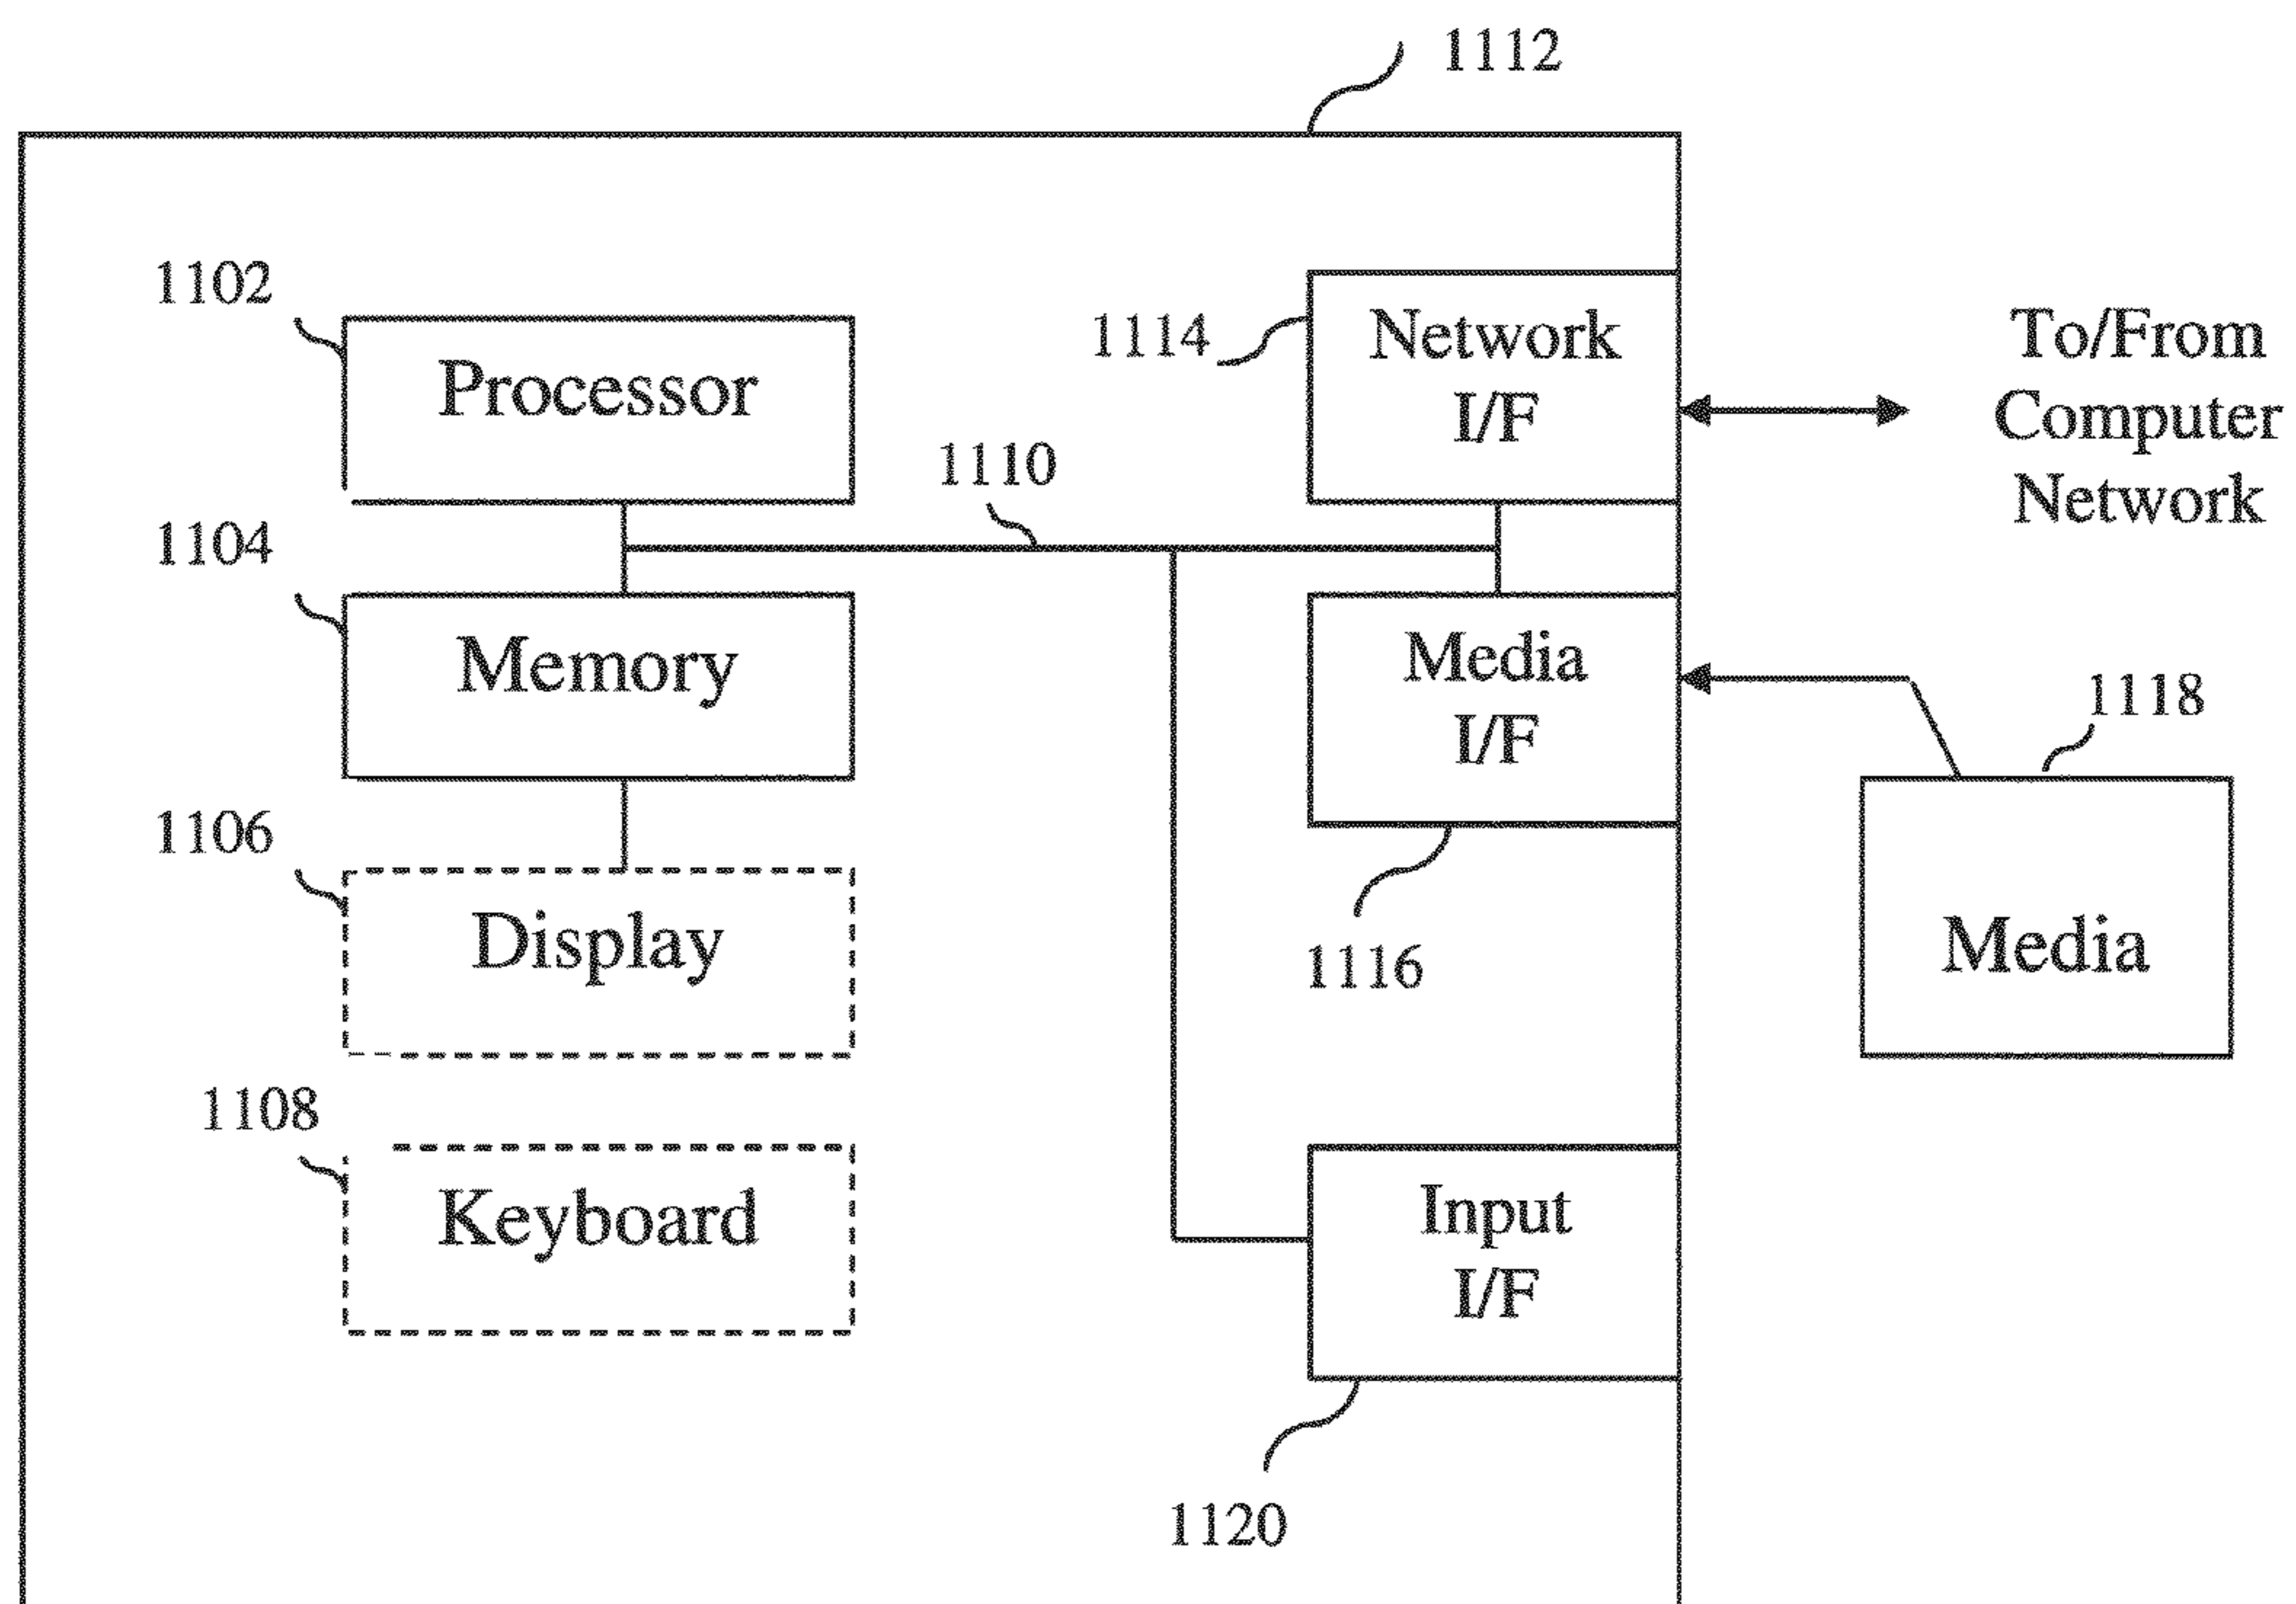 1112
1102
Processor
1114
Network
I/F
To/From
Computer
Network
1110
1104
Memory
Media
I/F
1118
1106
Display
1116
Media
1108
Keyboard
Input
I/F
1120